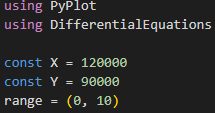 using PyPlot
using DifferentialEquations
const X = 120000
const Y = 90000
range = (0, 10)